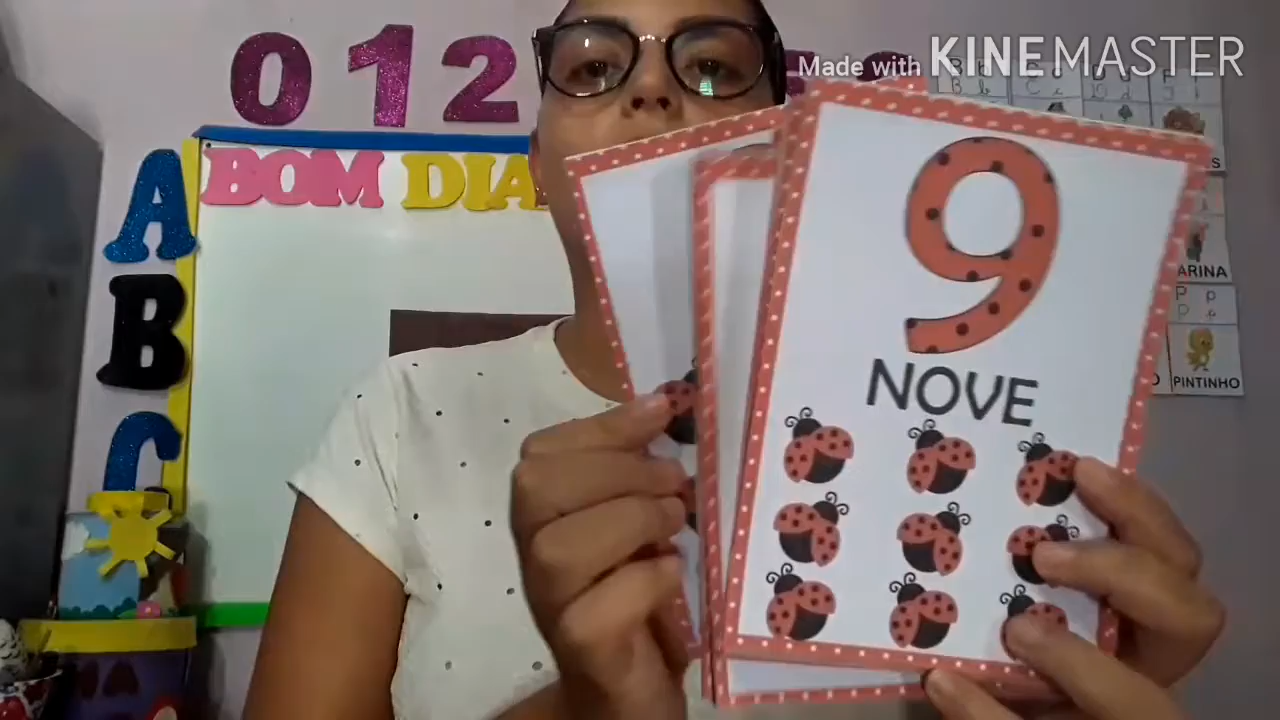 0 1 2
Made with KINEMASTER
BOM DIA
A
B
C
9
NOVE
ARINA
P p
P p
PINTINHO